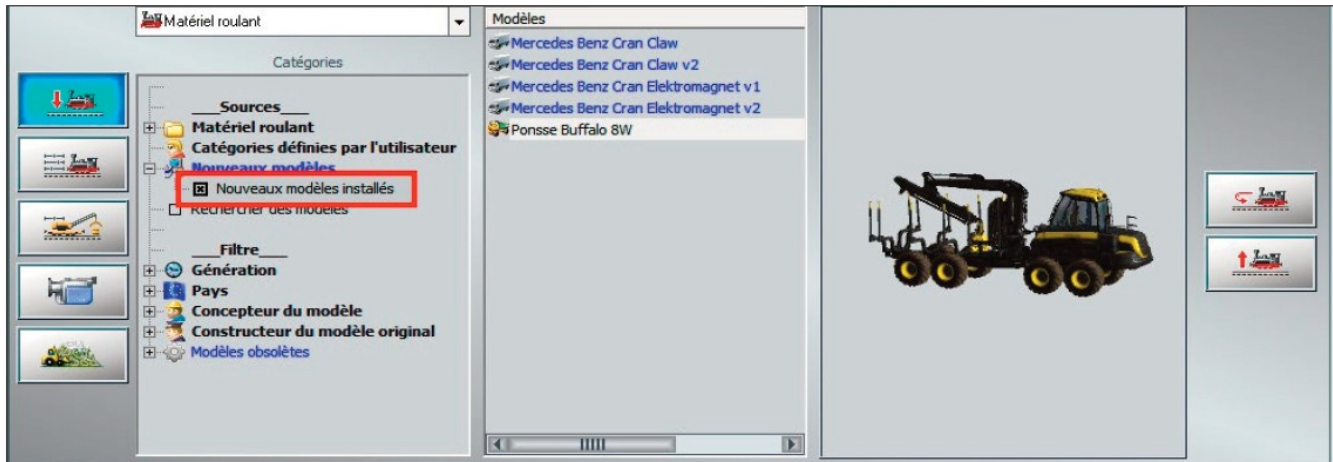 Matériel roulant
Catégories
___Sources___
Matériel roulant
Catégories définies par l'utilisateur
Nouveaux modèles
Nouveaux modèles installés
Rechercher des modèles
___Filtre___
Génération
Pays
Concepteur du modèle
Constructeur du modèle original
Modèles obsolètes
Modèles
Mercedes Benz Cran Claw
Mercedes Benz Cran Claw v2
Mercedes Benz Cran Elektromagnet v1
Mercedes Benz Cran Elektromagnet v2
Ponsse Buffalo 8W